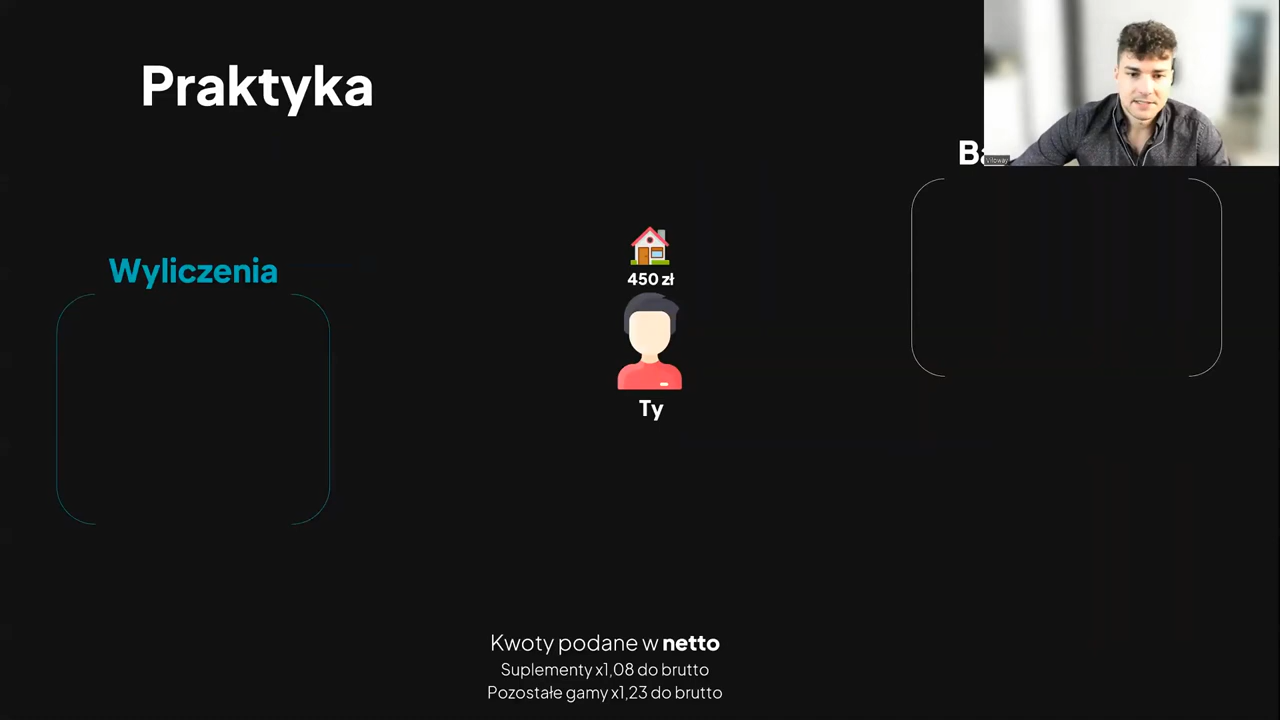 Praktyka
Viloway
Wyliczenia
450 zł
Ty
Kwoty podane w netto
Suplementy x1,08 do brutto
Pozostałe gamy x1,23 do brutto